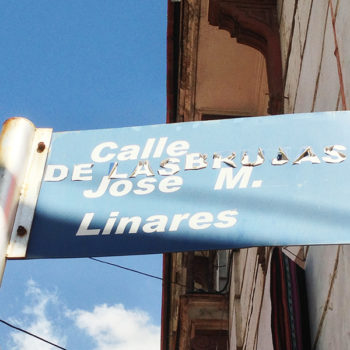 Calle
DE LAS BRUJAS
José M.
Linares